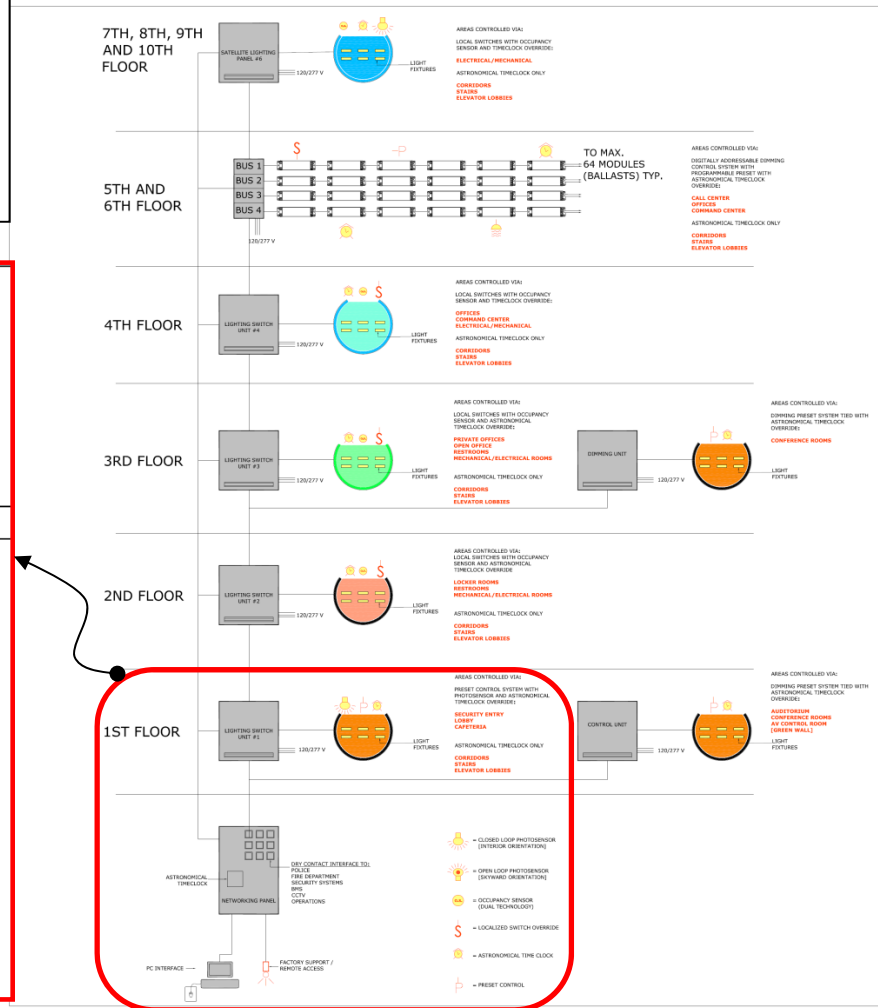 7TH, 8TH, 9TH
AND 10TH
FLOOR
SATELLITE LIGHTING
PANEL #6
120/277 V
O.S.
LIGHT
FIXTURES
AREAS CONTROLLED VIA:
LOCAL SWITCHES WITH OCCUPANCY
SENSOR AND TIMECLOCK OVERRIDE:
ELECTRICAL/MECHANICAL
ASTRONOMICAL TIMECLOCK ONLY
CORRIDORS
STAIRS
ELEVATOR LOBBIES
5TH AND
6TH FLOOR
BUS 1
BUS 2
BUS 3
BUS 4
120/277 V
S
P
TO MAX.
64 MODULES
(BALLASTS) TYP.
AREAS CONTROLLED VIA:
DIGITALLY ADDRESSABLE DIMMING
CONTROL SYSTEM WITH
PROGRAMMABLE PRESET WITH
ASTRONOMICAL TIMECLOCK
OVERRIDE:
CALL CENTER
OFFICES
COMMAND CENTER
ASTRONOMICAL TIMECLOCK ONLY
CORRIDORS
STAIRS
ELEVATOR LOBBIES
4TH FLOOR
LIGHTING SWITCH
UNIT #4
120/277 V
O.S.
S
LIGHT
FIXTURES
AREAS CONTROLLED VIA:
LOCAL SWITCHES WITH OCCUPANCY
SENSOR AND TIMECLOCK OVERRIDE:
OFFICES
COMMAND CENTER
ELECTRICAL/MECHANICAL
ASTRONOMICAL TIMECLOCK ONLY
CORRIDORS
STAIRS
ELEVATOR LOBBIES
3RD FLOOR
LIGHTING SWITCH
UNIT #3
120/277 V
O.S.
S
LIGHT
FIXTURES
AREAS CONTROLLED VIA:
LOCAL SWITCHES WITH OCCUPANCY
SENSOR AND ASTRONOMICAL
TIMECLOCK OVERRIDE:
PRIVATE OFFICES
OPEN OFFICE
RESTROOMS
MECHANICAL/ELECTRICAL ROOMS
ASTRONOMICAL TIMECLOCK ONLY
CORRIDORS
STAIRS
ELEVATOR LOBBIES
DIMMING UNIT
120/277 V
P
LIGHT
FIXTURES
AREAS CONTROLLED VIA:
DIMMING PRESET SYSTEM TIED WITH
ASTRONOMICAL TIMECLOCK
OVERRIDE:
CONFERENCE ROOMS
2ND FLOOR
LIGHTING SWITCH
UNIT #2
120/277 V
O.S.
S
LIGHT
FIXTURES
AREAS CONTROLLED VIA:
LOCAL SWITCHES WITH OCCUPANCY
SENSOR AND ASTRONOMICAL
TIMECLOCK OVERRIDE
LOCKER ROOMS
RESTROOMS
MECHANICAL/ELECTRICAL ROOMS
ASTRONOMICAL TIMECLOCK ONLY
CORRIDORS
STAIRS
ELEVATOR LOBBIES
1ST FLOOR
LIGHTING SWITCH
UNIT #1
120/277 V
P
LIGHT
FIXTURES
AREAS CONTROLLED VIA:
PRESET CONTROL SYSTEM WITH
PHOTOSENSOR AND ASTRONOMICAL
TIMECLOCK OVERRIDE:
SECURITY ENTRY
LOBBY
CAFETERIA
ASTRONOMICAL TIMECLOCK ONLY
CORRIDORS
STAIRS
ELEVATOR LOBBIES
CONTROL UNIT
120/277 V
P
LIGHT
FIXTURES
AREAS CONTROLLED VIA:
DIMMING PRESET SYSTEM TIED WITH
ASTRONOMICAL TIMECLOCK
OVERRIDE:
AUDITORIUM
CONFERENCE ROOMS
AV CONTROL ROOM
[GREEN WALL]
ASTRONOMICAL
TIMECLOCK
NETWORKING PANEL
DRY CONTACT INTERFACE TO:
POLICE
FIRE DEPARTMENT
SECURITY SYSTEMS
BMS
CCTV
OPERATIONS
PC INTERFACE
FACTORY SUPPORT /
REMOTE ACCESS
= CLOSED LOOP PHOTOSENSOR
[INTERIOR ORIENTATION]
= OPEN LOOP PHOTOSENSOR
[SKYWARD ORIENTATION]
O.S. = OCCUPANCY SENSOR
(DUAL TECHNOLOGY)
S = LOCALIZED SWITCH OVERRIDE
= ASTRONOMICAL TIME CLOCK
P = PRESET CONTROL